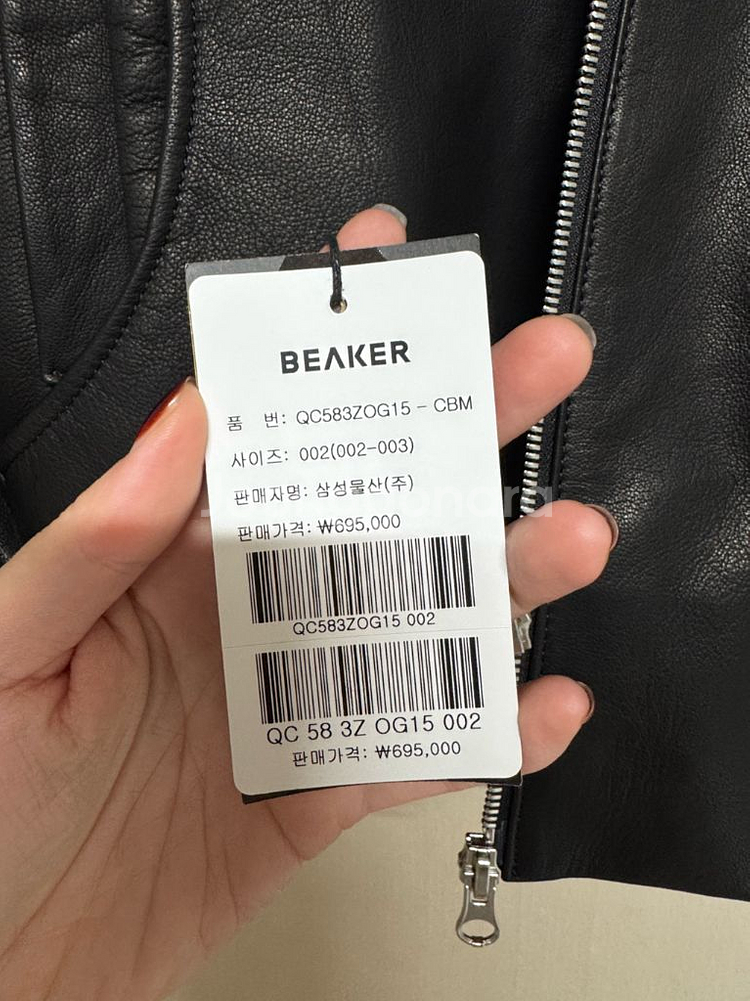 BEAKER
품 번: QC583ZOG15 - CBM
사이즈: 002(002-003)
판매자명: 삼성물산(주)
판매가격: ₩695,000
QC583ZOG15 002
QC 58 3Z OG15 002
판매가격: ₩695,000